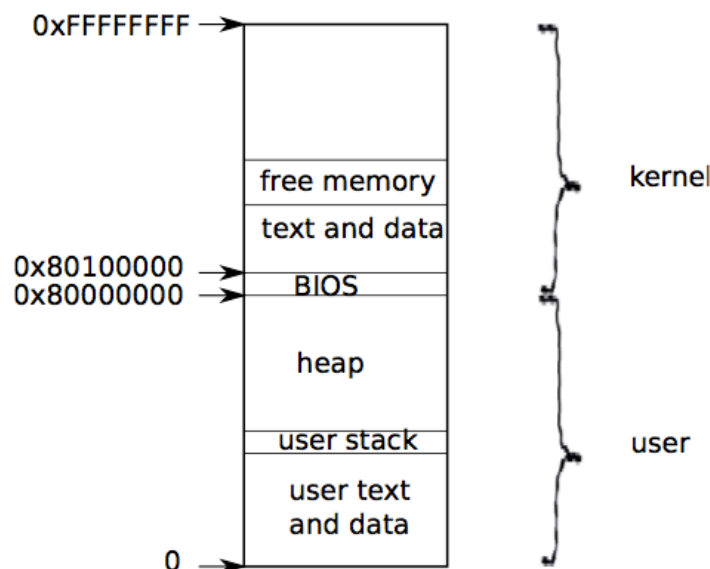 0xFFFFFFFF
free memory
kernel
text and data
0x80100000
BIOS
0x80000000
heap
user stack
user
user text
and data
0